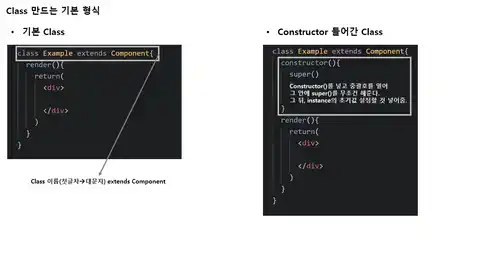 Class 만드는 기본 형식
• 기본 Class
class Example extends Component{
render(){
return(
<div>
</div>
)
}
}
Class 이름(첫글자→대문자) extends Component
• Constructor 들어간 Class
class Example extends Component{
constructor(){
super()
Constructor()를 넣고 중괄호를 열어
그 안에 super()를 무조건 해준다.
그 뒤, instance의 초기값 설정할 것 넣어줌.
}
render(){
return(
<div>
</div>
)
}
}